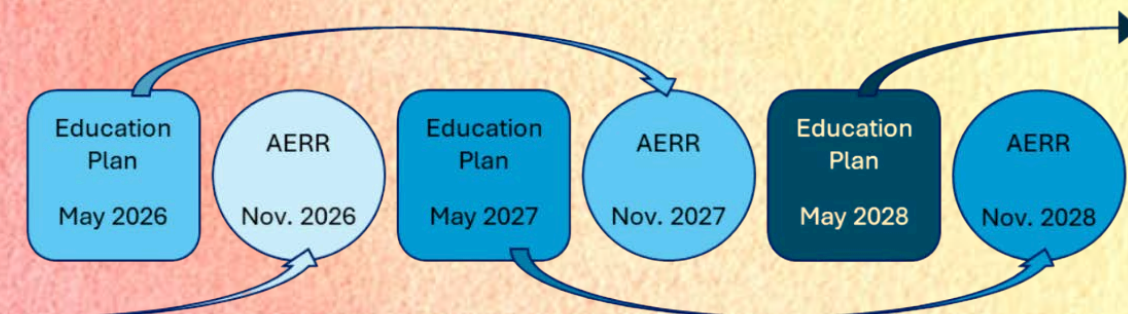 Education
Plan
May 2026
AERR
Nov. 2026
Education
Plan
May 2027
AERR
Nov. 2027
Education
Plan
May 2028
AERR
Nov. 2028